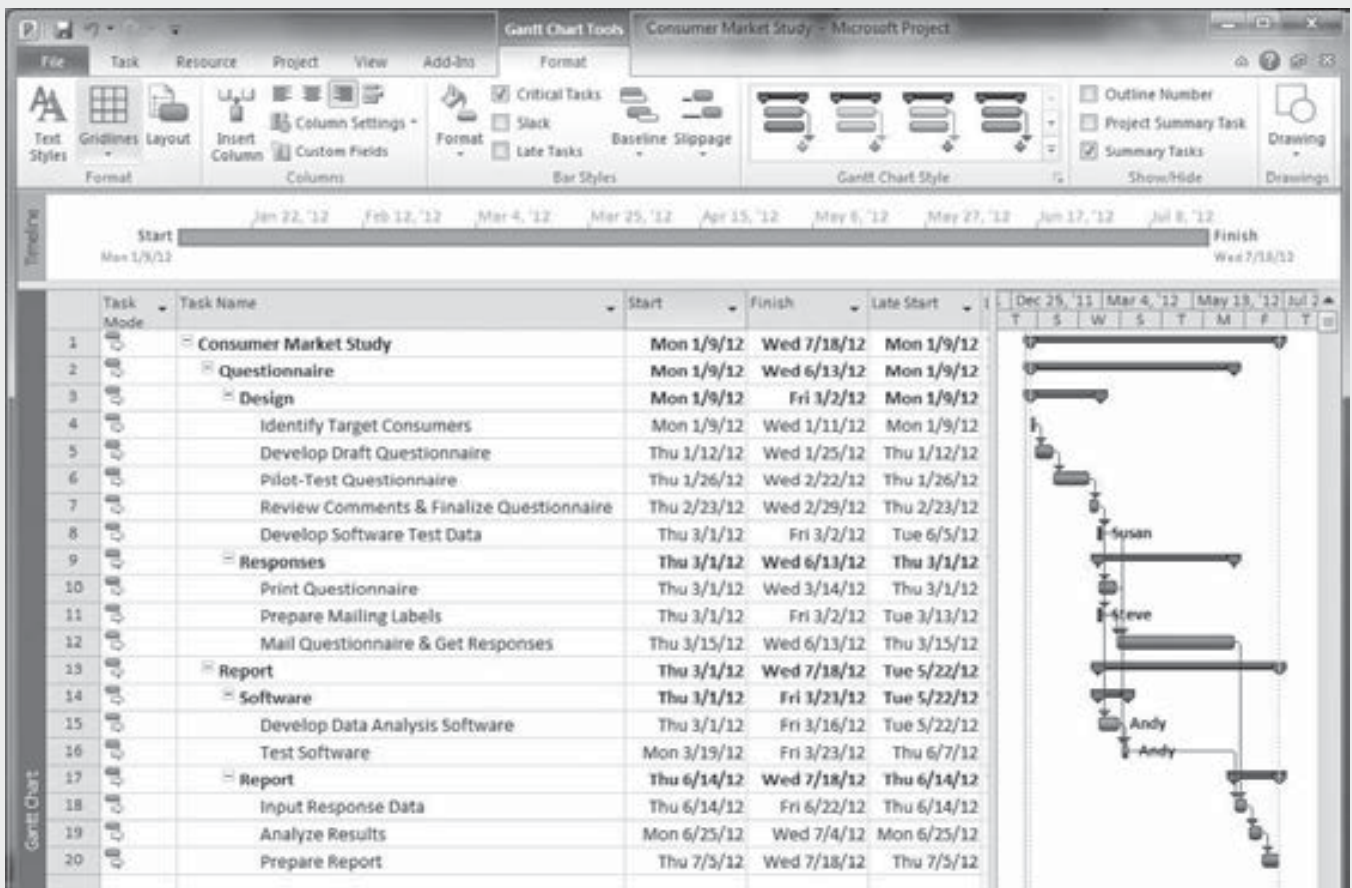 Gantt Chart Tools Consumer Market Study - Microsoft Project
File Task Resource Project View Add-Ins Format
Text Styles Gridlines Layout
Format
Insert Column
Column Settings
Custom Fields
Columns
Format
Critical Tasks
Slack
Late Tasks
Baseline Slippage
Bar Styles
Gantt Chart Style
Outline Number
Project Summary Task
Summary Tasks
Show/Hide
Drawing
Drawings
Timeline
Jan 22, '12 Feb 12, '12 Mar 4, '12 Mar 25, '12 Apr 15, '12 May 6, '12 May 27, '12 Jun 17, '12 Jul 8, '12
Start
Mon 1/9/12
Finish
Wed 7/18/12
Gantt Chart
Task Mode Task Name Start Finish Late Start Dec 25, '11 Mar 4, '12 May 13, '12 Jul 2
T S W S T M F T
1 Consumer Market Study Mon 1/9/12 Wed 7/18/12 Mon 1/9/12
2 Questionnaire Mon 1/9/12 Wed 6/13/12 Mon 1/9/12
3 Design Mon 1/9/12 Fri 3/2/12 Mon 1/9/12
4 Identify Target Consumers Mon 1/9/12 Wed 1/11/12 Mon 1/9/12
5 Develop Draft Questionnaire Thu 1/12/12 Wed 1/25/12 Thu 1/12/12
6 Pilot-Test Questionnaire Thu 1/26/12 Wed 2/22/12 Thu 1/26/12
7 Review Comments & Finalize Questionnaire Thu 2/23/12 Wed 2/29/12 Thu 2/23/12
8 Develop Software Test Data Thu 3/1/12 Fri 3/2/12 Tue 6/5/12 Susan
9 Responses Thu 3/1/12 Wed 6/13/12 Thu 3/1/12
10 Print Questionnaire Thu 3/1/12 Wed 3/14/12 Thu 3/1/12
11 Prepare Mailing Labels Thu 3/1/12 Fri 3/2/12 Tue 3/13/12 Steve
12 Mail Questionnaire & Get Responses Thu 3/15/12 Wed 6/13/12 Thu 3/15/12
13 Report Thu 3/1/12 Wed 7/18/12 Tue 5/22/12
14 Software Thu 3/1/12 Fri 3/23/12 Tue 5/22/12
15 Develop Data Analysis Software Thu 3/1/12 Fri 3/16/12 Tue 5/22/12 Andy
16 Test Software Mon 3/19/12 Fri 3/23/12 Thu 6/7/12 Andy
17 Report Thu 6/14/12 Wed 7/18/12 Thu 6/14/12
18 Input Response Data Thu 6/14/12 Fri 6/22/12 Thu 6/14/12
19 Analyze Results Mon 6/25/12 Wed 7/4/12 Mon 6/25/12
20 Prepare Report Thu 7/5/12 Wed 7/18/12 Thu 7/5/12